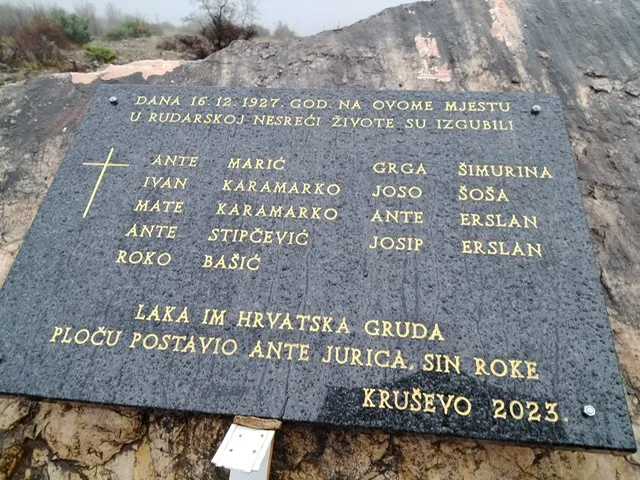 DANA 16.12.1927. GOD. NA OVOME MJESTU
U RUDARSKOJ NESREĆI ŽIVOTE SU IZGUBILI
ANTE MARIĆ GRGA ŠIMURINA
IVAN KARAMARKO JOSO ŠOŠA
MATE KARAMARKO ANTE ERSLAN
ANTE STIPČEVIĆ JOSIP ERSLAN
ROKO BAŠIĆ
LAKA IM HRVATSKA GRUDA
PLOČU POSTAVIO ANTE JURICA, SIN ROKE
KRUŠEVO 2023.